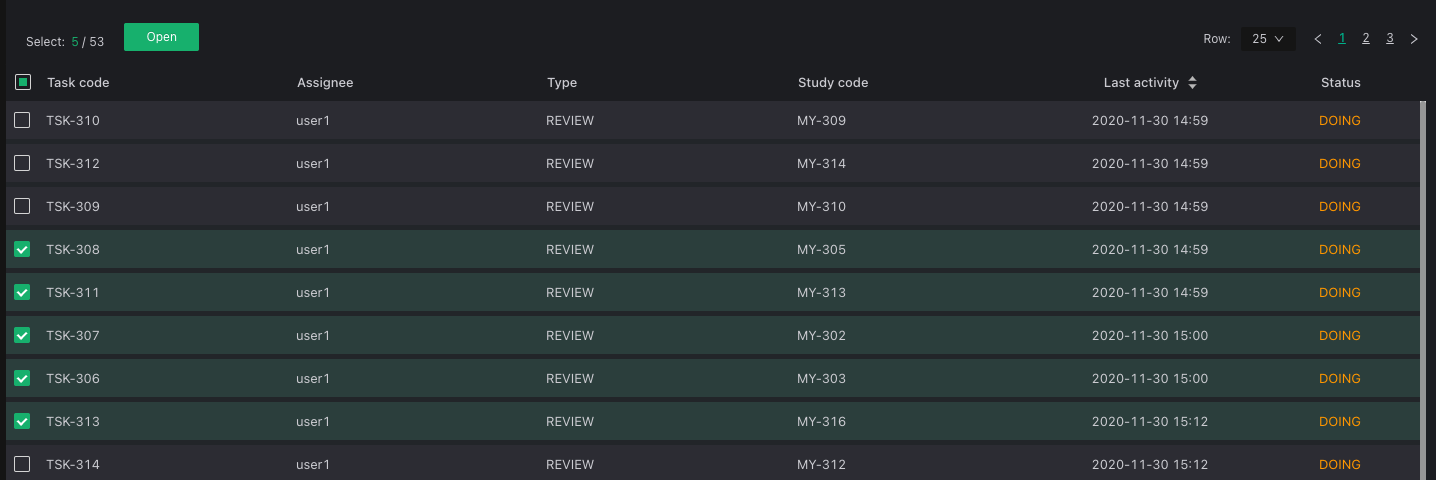 Select: 5 / 53 Open Row: 25 1 2 3
Task code Assignee Type Study code Last activity Status
TSK-310 user1 REVIEW MY-309 2020-11-30 14:59 DOING
TSK-312 user1 REVIEW MY-314 2020-11-30 14:59 DOING
TSK-309 user1 REVIEW MY-310 2020-11-30 14:59 DOING
TSK-308 user1 REVIEW MY-305 2020-11-30 14:59 DOING
TSK-311 user1 REVIEW MY-313 2020-11-30 14:59 DOING
TSK-307 user1 REVIEW MY-302 2020-11-30 15:00 DOING
TSK-306 user1 REVIEW MY-303 2020-11-30 15:00 DOING
TSK-313 user1 REVIEW MY-316 2020-11-30 15:12 DOING
TSK-314 user1 REVIEW MY-312 2020-11-30 15:12 DOING